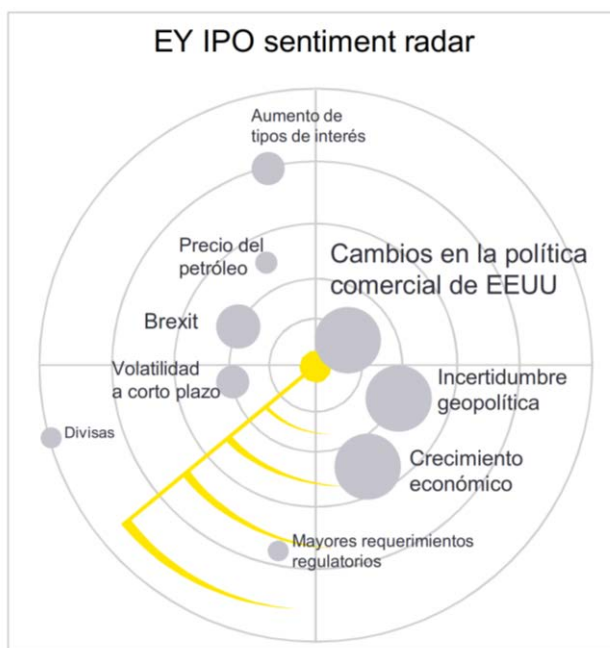 EY IPO sentiment radar
Aumento de
tipos de interés
Precio del
petróleo
Cambios en la política
comercial de EEUU
Brexit
Volatilidad
a corto plazo
Incertidumbre
geopolítica
Divisas
Crecimiento
económico
Mayores requerimientos
regulatorios